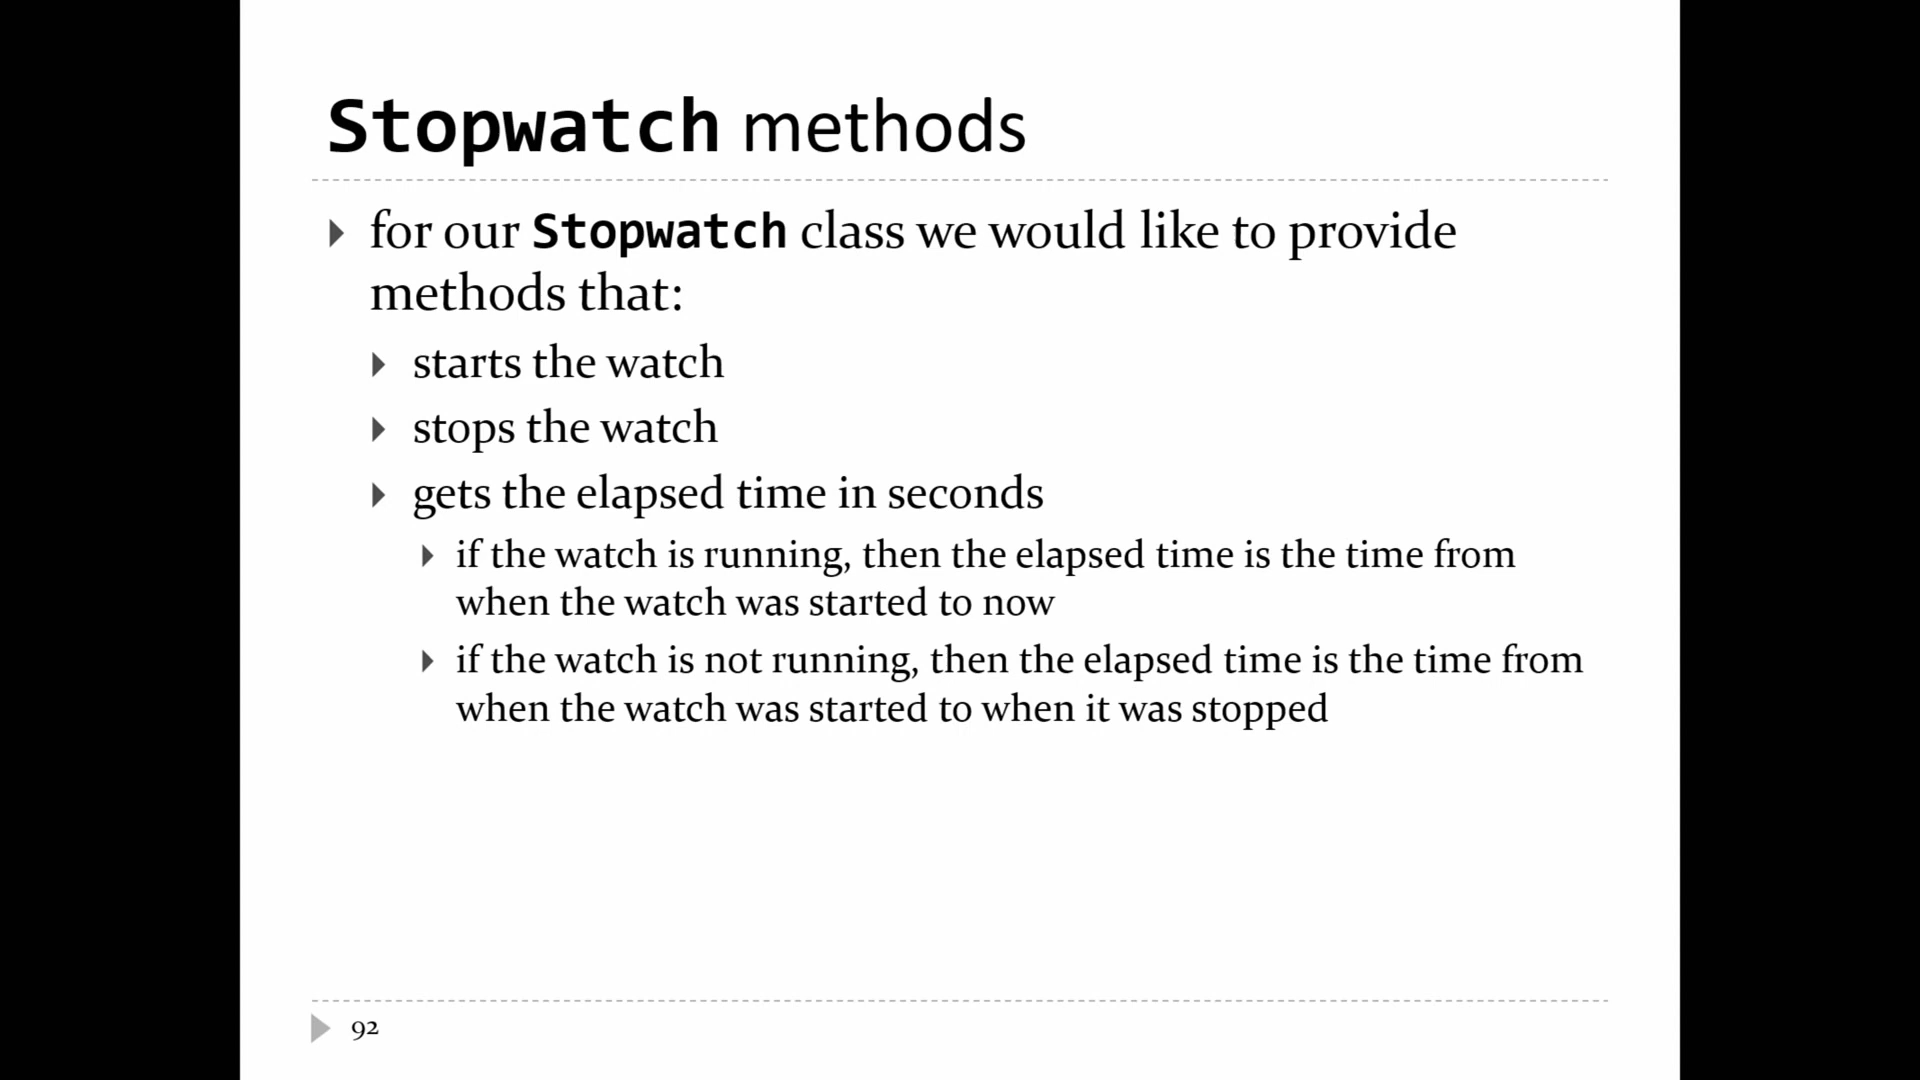 Stopwatch methods
for our Stopwatch class we would like to provide
methods that:
starts the watch
stops the watch
gets the elapsed time in seconds
if the watch is running, then the elapsed time is the time from
when the watch was started to now
if the watch is not running, then the elapsed time is the time from
when the watch was started to when it was stopped
92